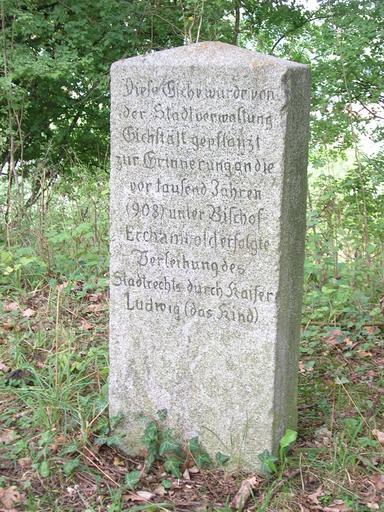 Diese Eiche wurde von
der Stadtverwaltung
Eichstätt gepflanzt
zur Erinnerung an die
vor tausend Jahren
(908) unter Bischof
Erchambold erfolgte
Verleihung des
Stadtrechts durch Kaiser
Ludwig (das Kind)